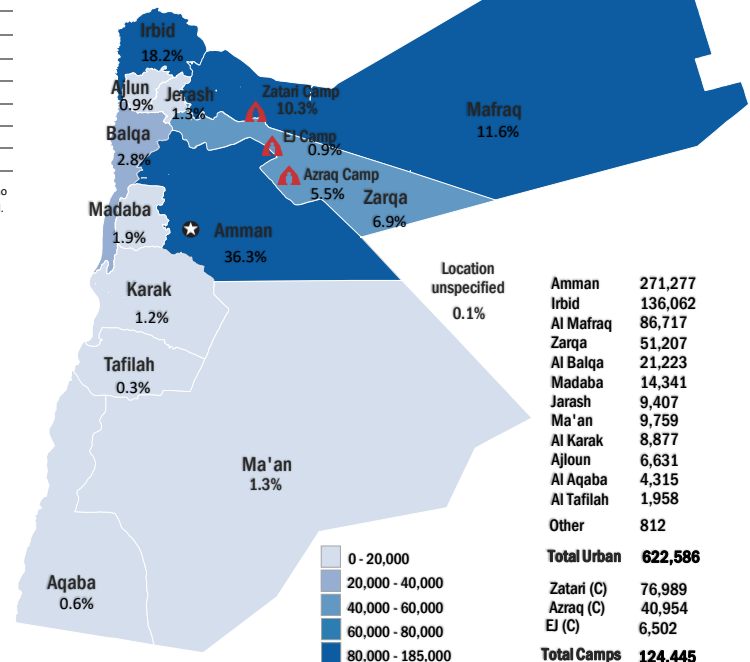 Irbid
18.2%
Ajlun
0.9%
Jerash
1.3%
Zatari Camp
10.3%
Mafraq
11.6%
Balqa
2.8%
EJ Camp
0.9%
Azraq Camp
5.5%
Zarqa
6.9%
Madaba
1.9%
Amman
36.3%
Karak
1.2%
Location
unspecified
0.1%
Tafilah
0.3%
Ma'an
1.3%
Aqaba
0.6%
0 - 20,000
20,000 - 40,000
40,000 - 60,000
60,000 - 80,000
80,000 - 185,000
Amman 271,277
Irbid 136,062
Al Mafraq 86,717
Zarqa 51,207
Al Balqa 21,223
Madaba 14,341
Jarash 9,407
Ma'an 9,759
Al Karak 8,877
Ajloun 6,631
Al Aqaba 4,315
Al Tafilah 1,958
Other 812
Total Urban 622,586
Zatari (C) 76,989
Azraq (C) 40,954
EJ (C) 6,502
Total Camps 124,445